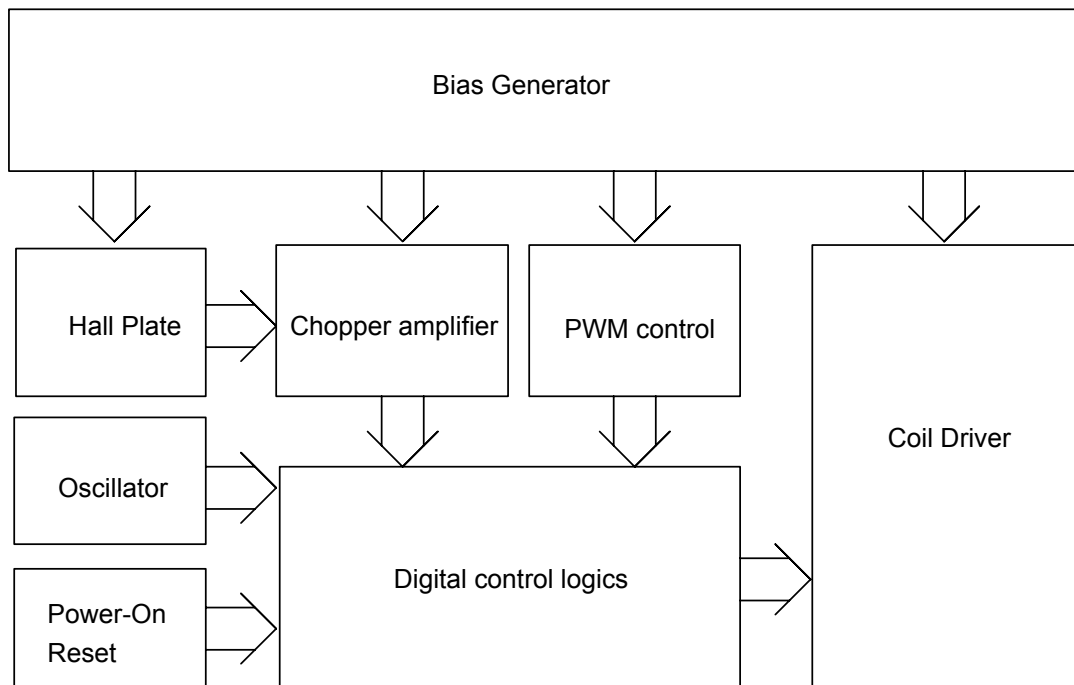 Bias Generator
Hall Plate
Chopper amplifier
PWM control
Coil Driver
Oscillator
Digital control logics
Power-On
Reset